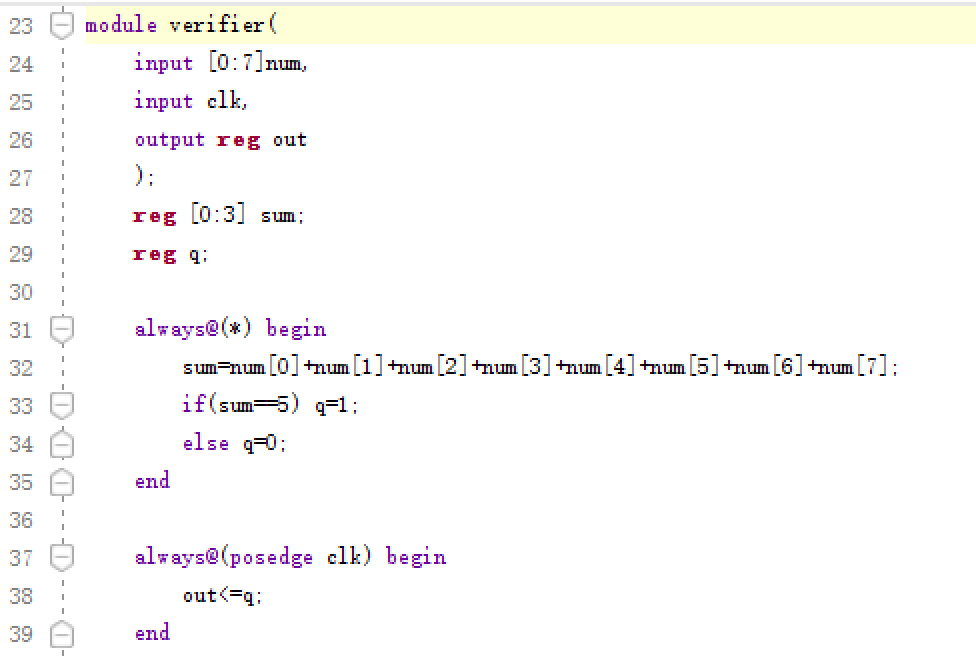 23 module verifier(
24 input [0:7]num,
25 input clk,
26 output reg out
27 );
28 reg [0:3] sum;
29 reg q;
30
31 always@(*) begin
32 sum=num[0]+num[1]+num[2]+num[3]+num[4]+num[5]+num[6]+num[7];
33 if(sum==5) q=1;
34 else q=0;
35 end
36
37 always@(posedge clk) begin
38 out<=q;
39 end